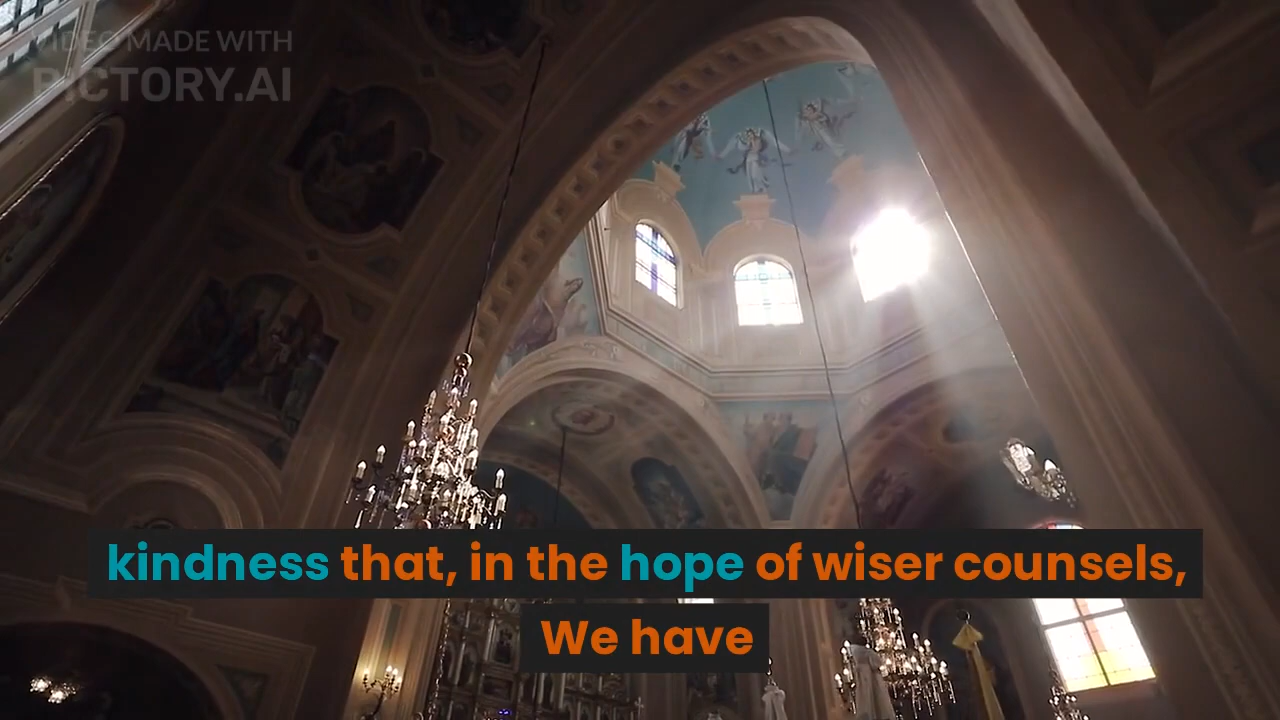 VIDEO MADE WITH
PICTORY.AI
kindness that, in the hope of wiser counsels,
We have